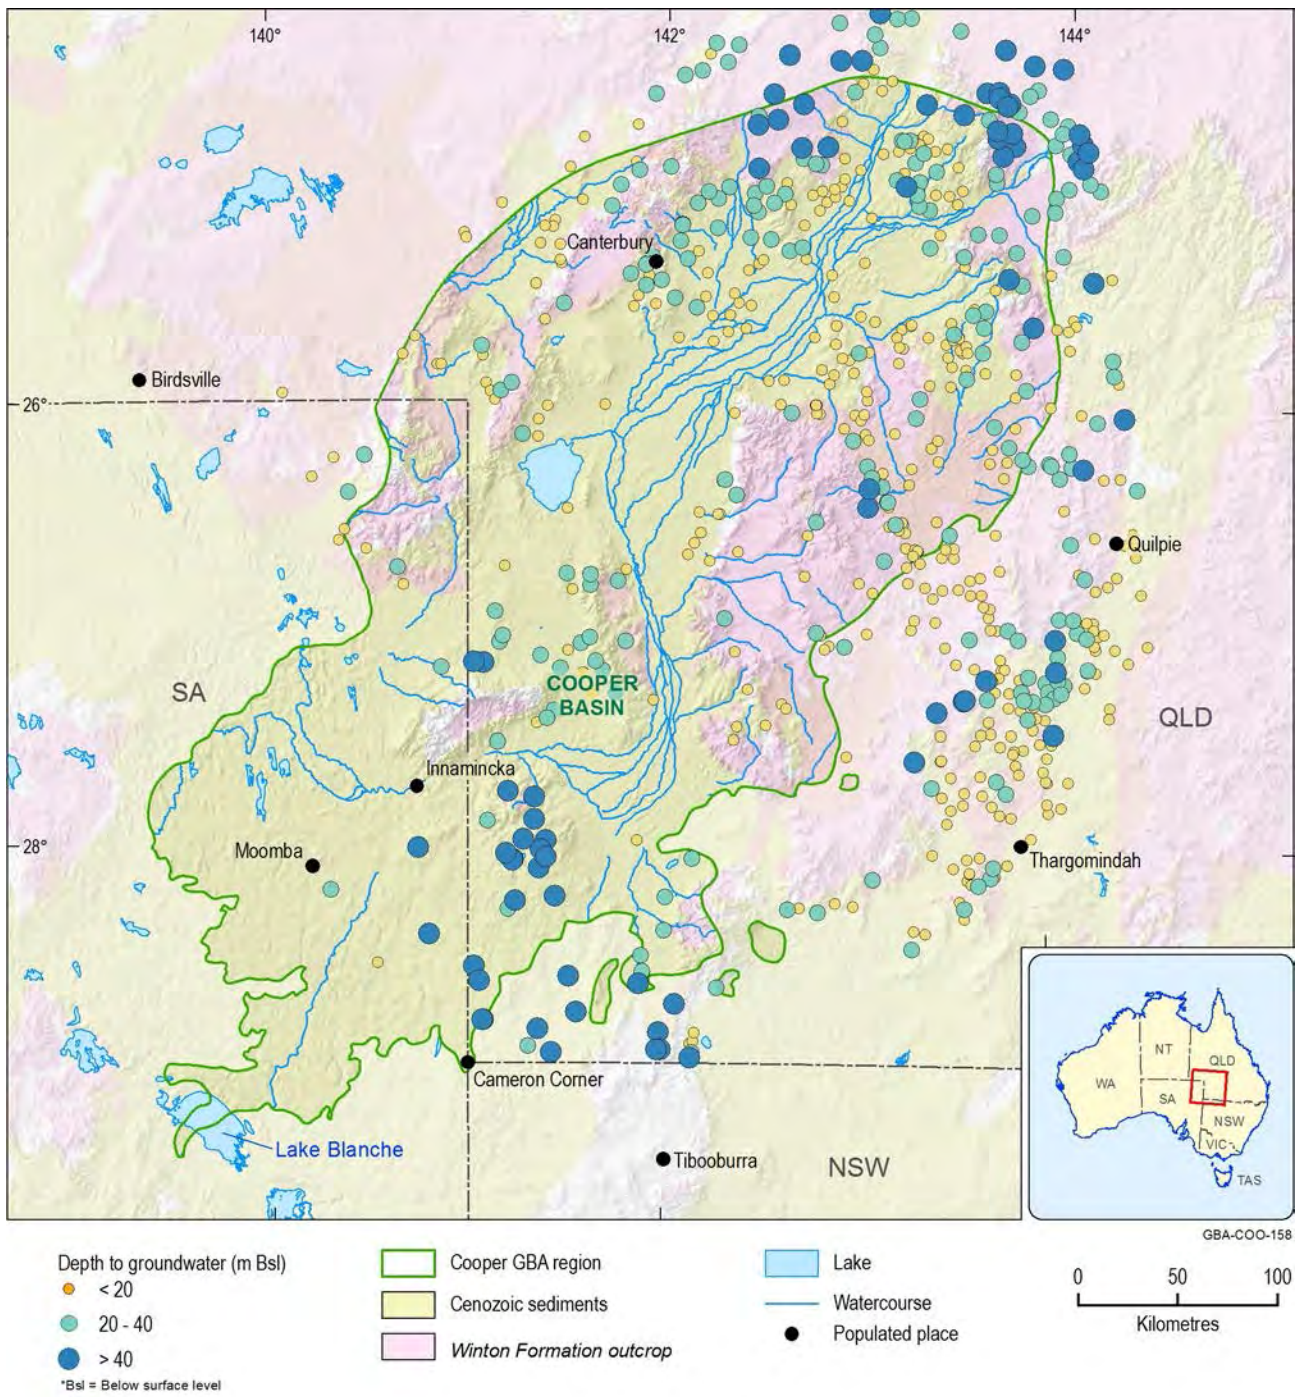 140°
142°
144°
Canterbury
Birdsville
26°
Quilpie
SA
COOPER
BASIN
QLD
Innamincka
28°
Moomba
Thargomindah
Cameron Corner
Lake Blanche
Tibooburra
NSW
NT
QLD
WA
SA
NSW
VIC
TAS
GBA-COO-158
Depth to groundwater (m Bsl)
< 20
20 - 40
> 40
*Bsl = Below surface level
Cooper GBA region
Cenozoic sediments
Winton Formation outcrop
Lake
Watercourse
Populated place
0 50 100
Kilometres